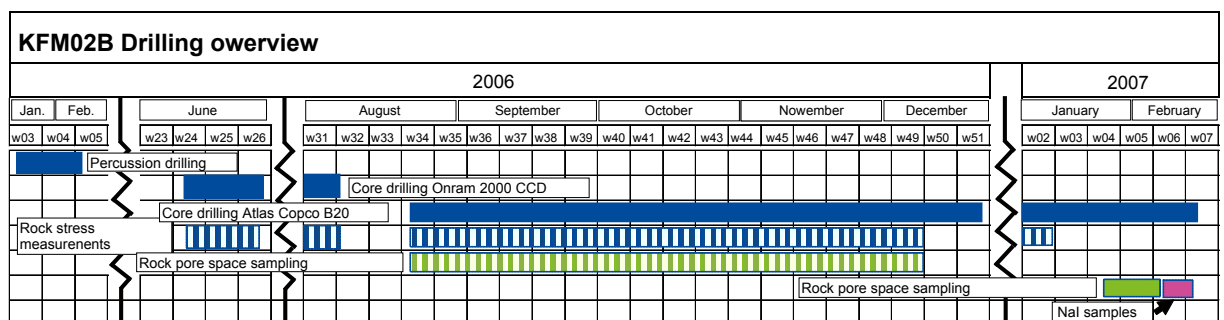 KFM02B Drilling owerview
2006 2007
Jan. Feb. June August September October November December January February
w03 w04 w05 w23 w24 w25 w26 w31 w32 w33 w34 w35 w36 w37 w38 w39 w40 w41 w42 w43 w44 w45 w46 w47 w48 w49 w50 w51 w02 w03 w04 w05 w06 w07
Percussion drilling
Core drilling Onram 2000 CCD
Core drilling Atlas Copco B20
Rock stress
measurenents
Rock pore space sampling
Rock pore space sampling
NaI samples